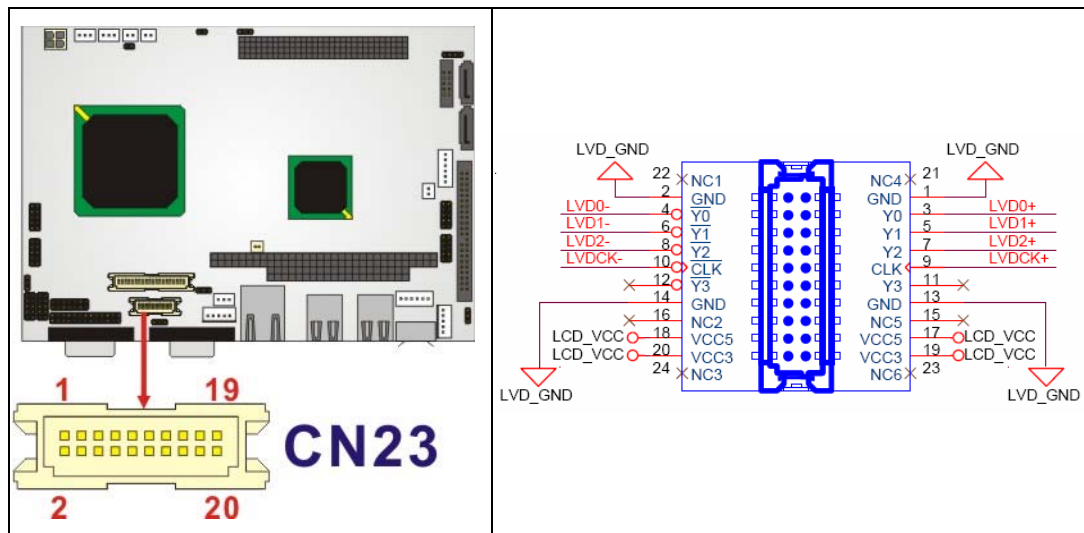 1 19
CN23
2 20
LVD_GND LVD_GND
22 NC1 NC4 21
2 GND GND 1
LVD0- 4 Y0 Y0 3 LVD0+
LVD1- 6 Y1 Y1 5 LVD1+
LVD2- 8 Y2 Y2 7 LVD2+
LVDCK- 10 CLK CLK 9 LVDCK+
12 Y3 Y3 11
14 GND GND 13
16 NC2 NC5 15
LCD_VCC 18 VCC5 VCC5 17 LCD_VCC
LCD_VCC 20 VCC3 VCC3 19 LCD_VCC
24 NC3 NC6 23
LVD_GND LVD_GND